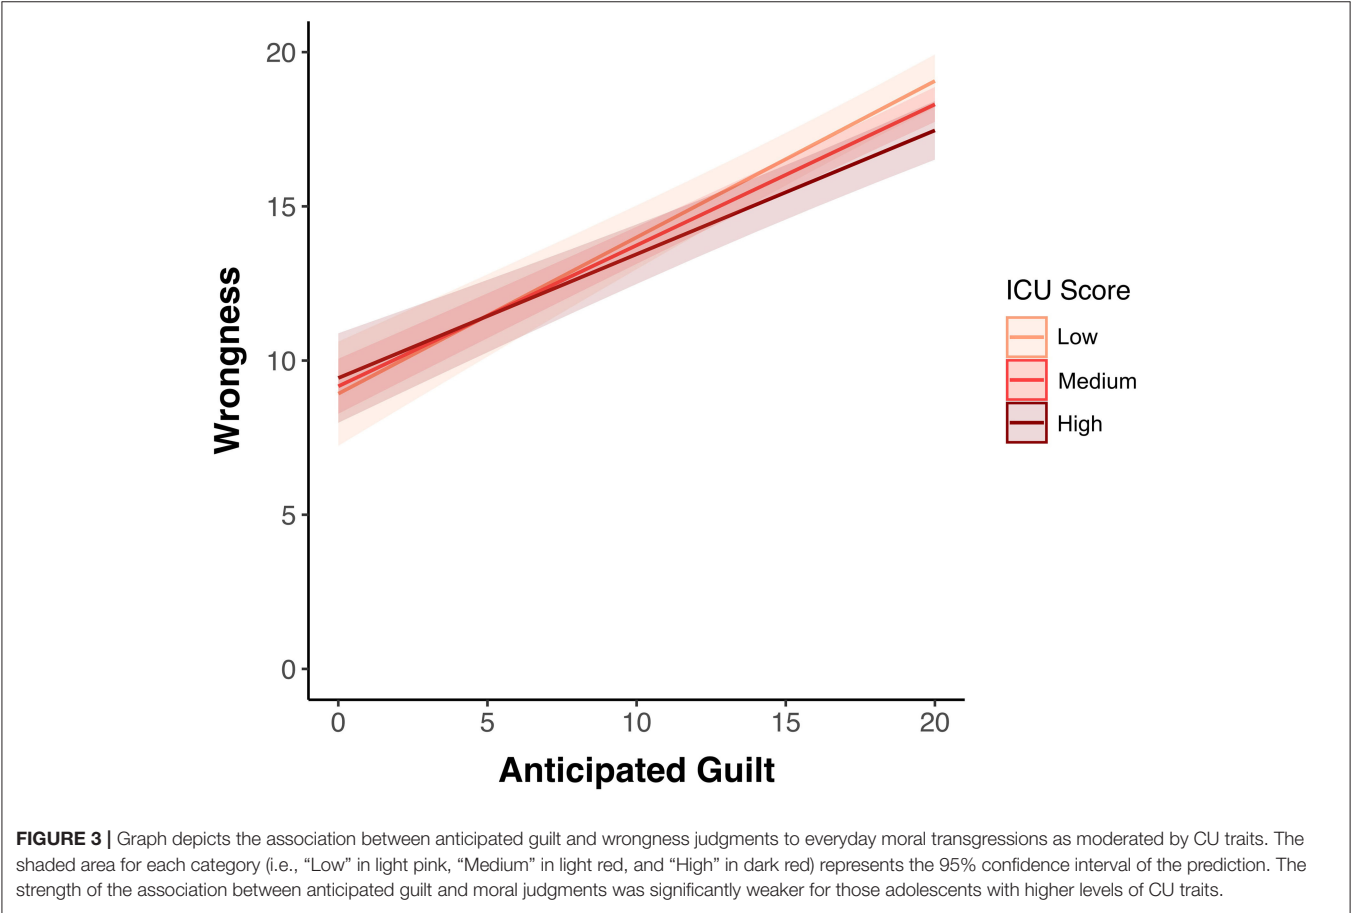 20
15
10
5
0
Wrongness
0 5 10 15 20
Anticipated Guilt
ICU Score
Low
Medium
High
FIGURE 3 | Graph depicts the association between anticipated guilt and wrongness judgments to everyday moral transgressions as moderated by CU traits. The
shaded area for each category (i.e., “Low” in light pink, “Medium” in light red, and “High” in dark red) represents the 95% confidence interval of the prediction. The
strength of the association between anticipated guilt and moral judgments was significantly weaker for those adolescents with higher levels of CU traits.